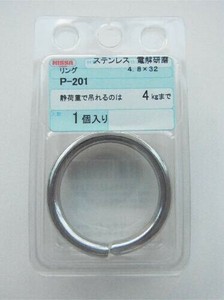 NISSA ステンレス 電解研磨
リング 4.8×32
P-201
静荷重で吊れるのは 4kgまで
1個入り